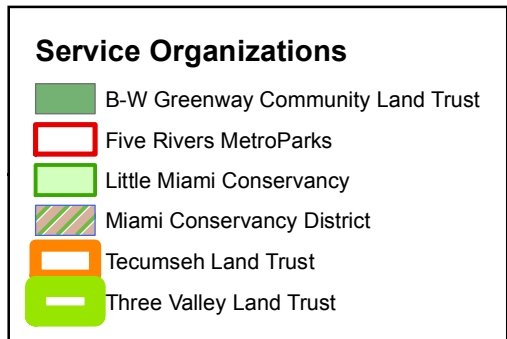 Service Organizations
B-W Greenway Community Land Trust
Five Rivers MetroParks
Little Miami Conservancy
Miami Conservancy District
Tecumseh Land Trust
Three Valley Land Trust